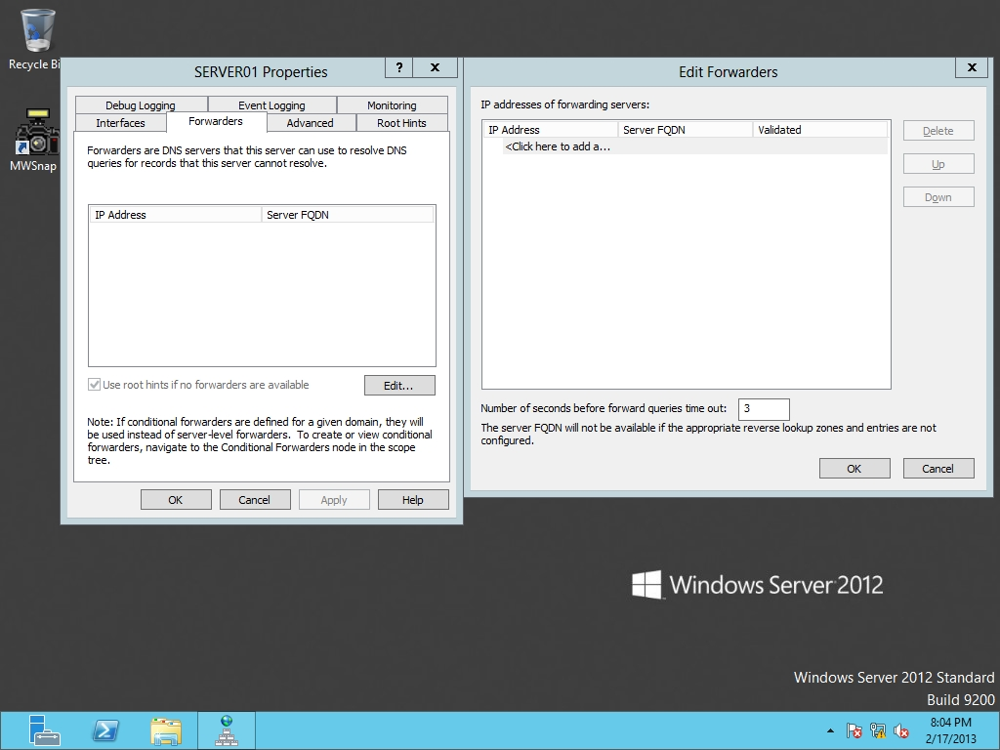 Recycle Bi
MWSnap
SERVER01 Properties
?
x
Debug Logging
Event Logging
Monitoring
Interfaces
Forwarders
Advanced
Root Hints
Forwarders are DNS servers that this server can use to resolve DNS
queries for records that this server cannot resolve.
IP Address
Server FQDN
Use root hints if no forwarders are available
Edit...
Note: If conditional forwarders are defined for a given domain, they will
be used instead of server-level forwarders. To create or view conditional
forwarders, navigate to the Conditional Forwarders node in the scope
tree.
OK
Cancel
Apply
Help
Edit Forwarders
x
IP addresses of forwarding servers:
IP Address
Server FQDN
Validated
<Click here to add a...
Delete
Up
Down
Number of seconds before forward queries time out:
3
The server FQDN will not be available if the appropriate reverse lookup zones and entries are not
configured.
OK
Cancel
Windows Server 2012
Windows Server 2012 Standard
Build 9200
8:04 PM
2/17/2013